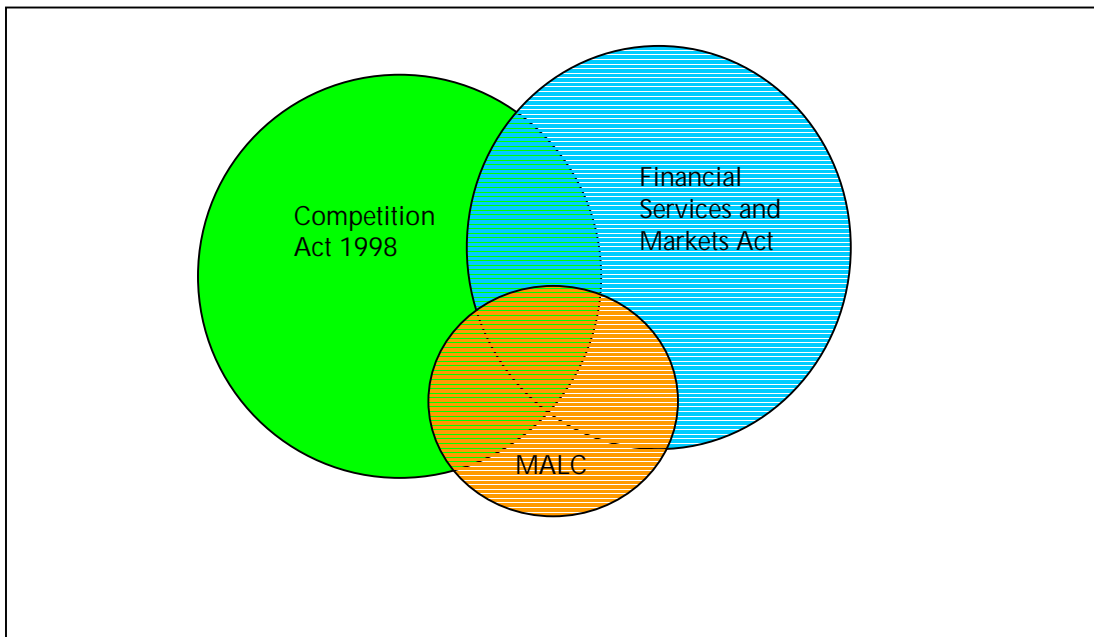 Competition
Act 1998
Financial
Services and
Markets Act
MALC